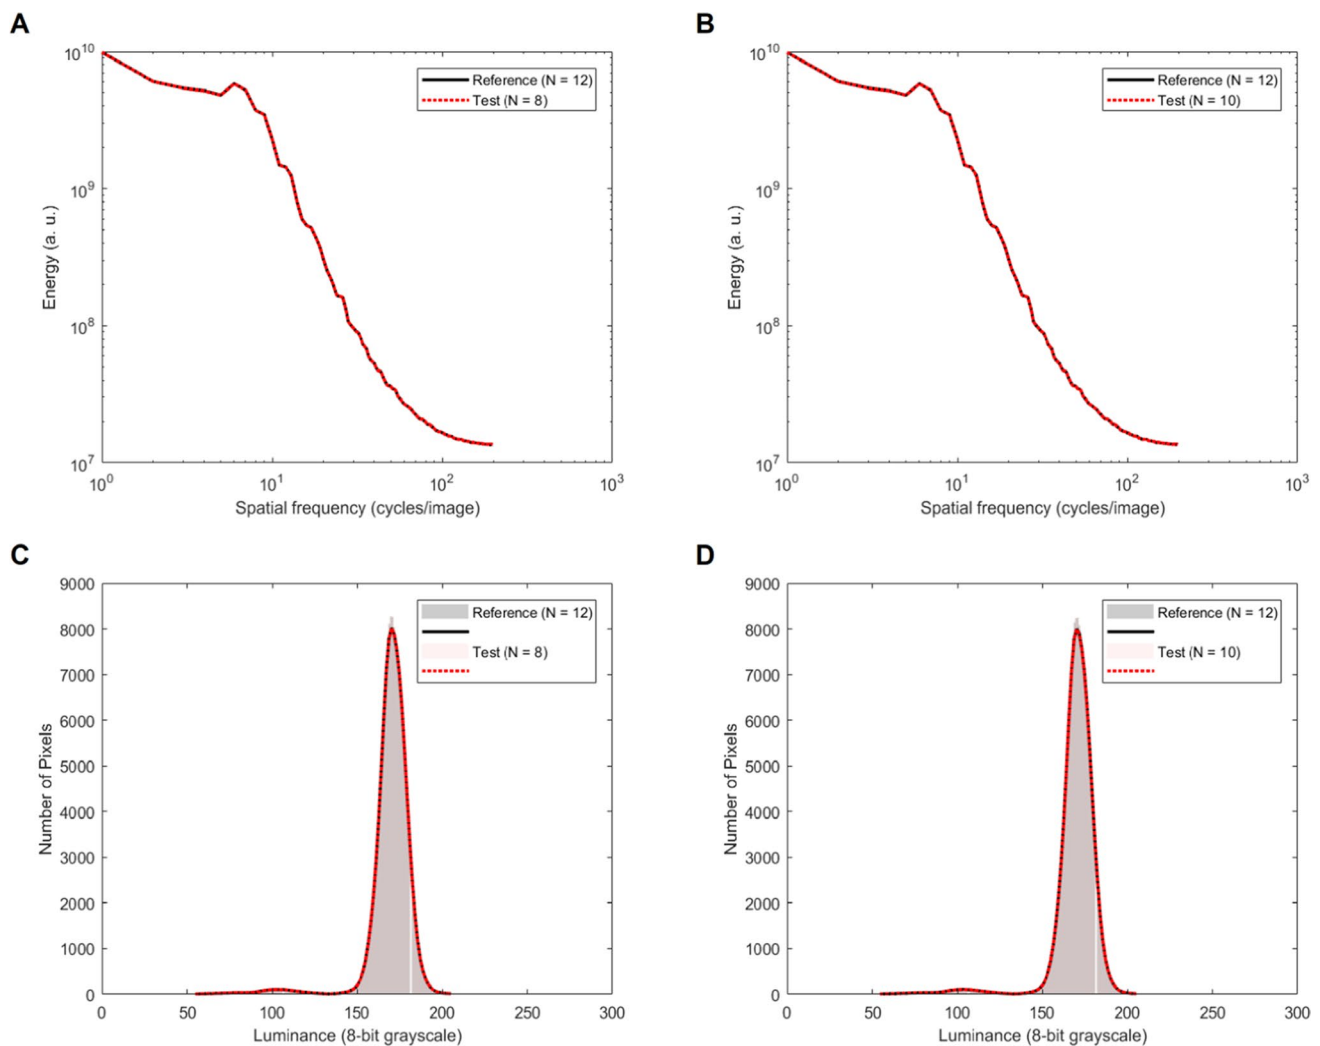 A
10^10
10^9
10^8
10^7
Energy (a. u.)
Reference (N = 12)
Test (N = 8)
10^0 10^1 10^2 10^3
Spatial frequency (cycles/image)
B
10^10
10^9
10^8
10^7
Energy (a. u.)
Reference (N = 12)
Test (N = 10)
10^0 10^1 10^2 10^3
Spatial frequency (cycles/image)
C
9000
8000
7000
6000
5000
4000
3000
2000
1000
0
Number of Pixels
Reference (N = 12)
Test (N = 8)
0 50 100 150 200 250 300
Luminance (8-bit grayscale)
D
9000
8000
7000
6000
5000
4000
3000
2000
1000
0
Number of Pixels
Reference (N = 12)
Test (N = 10)
0 50 100 150 200 250 300
Luminance (8-bit grayscale)